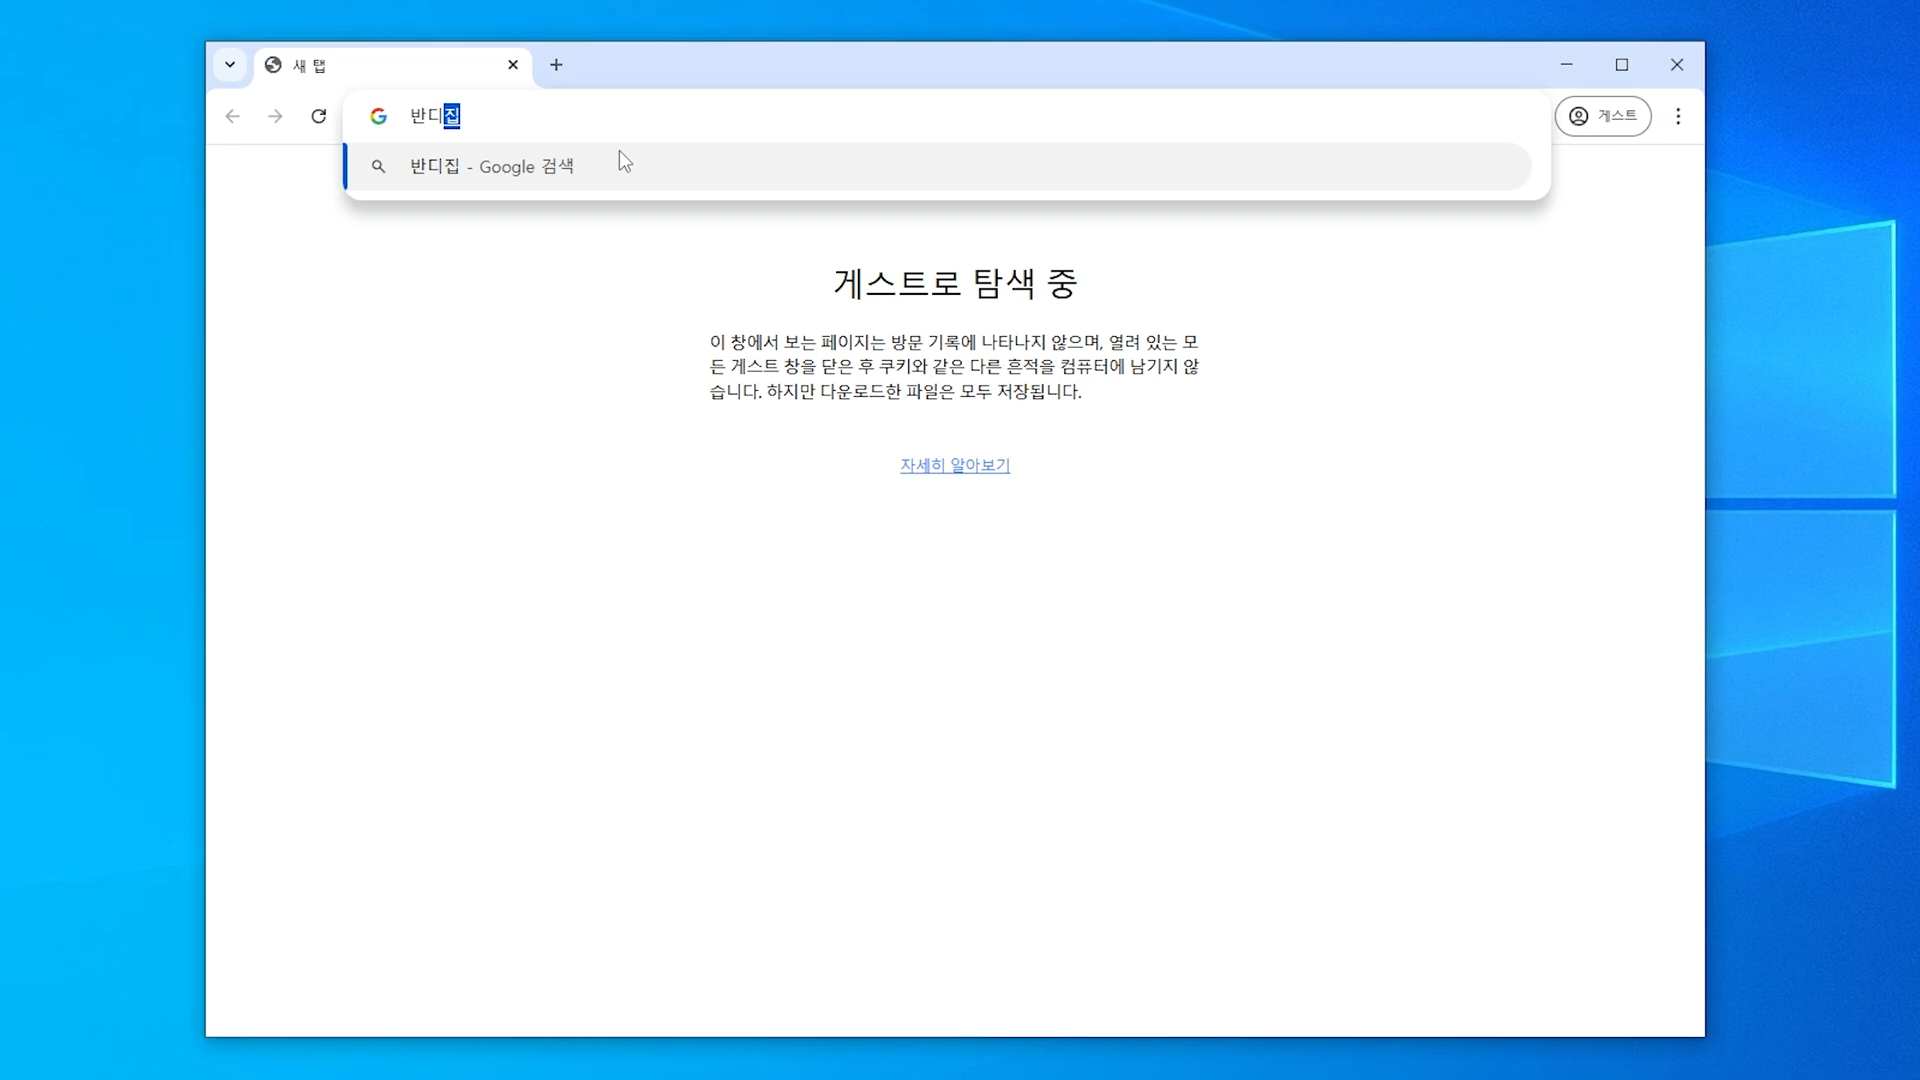 새 탭
반디집
게스트
반디집 - Google 검색
게스트로 탐색 중
이 창에서 보는 페이지는 방문 기록에 나타나지 않으며, 열려 있는 모
든 게스트 창을 닫은 후 쿠키와 같은 다른 흔적을 컴퓨터에 남기지 않
습니다. 하지만 다운로드한 파일은 모두 저장됩니다.
자세히 알아보기